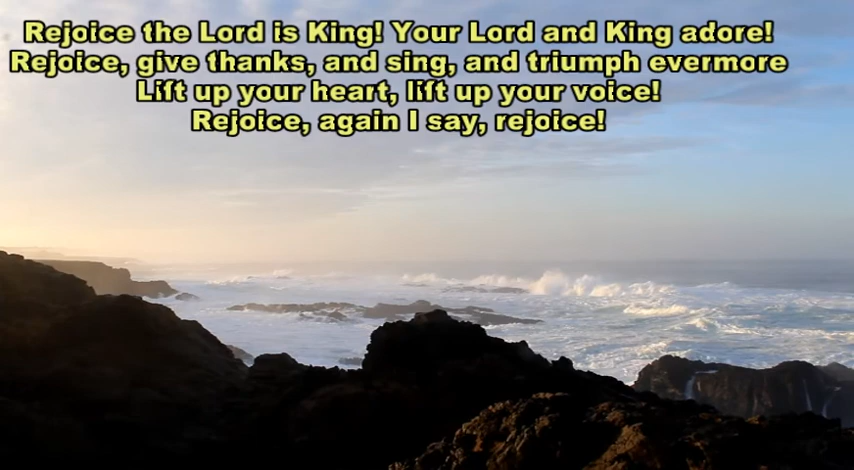 Rejoice the Lord is King! Your Lord and King adore!
Rejoice, give thanks, and sing, and triumph evermore
Lift up your heart, lift up your voice!
Rejoice, again I say, rejoice!